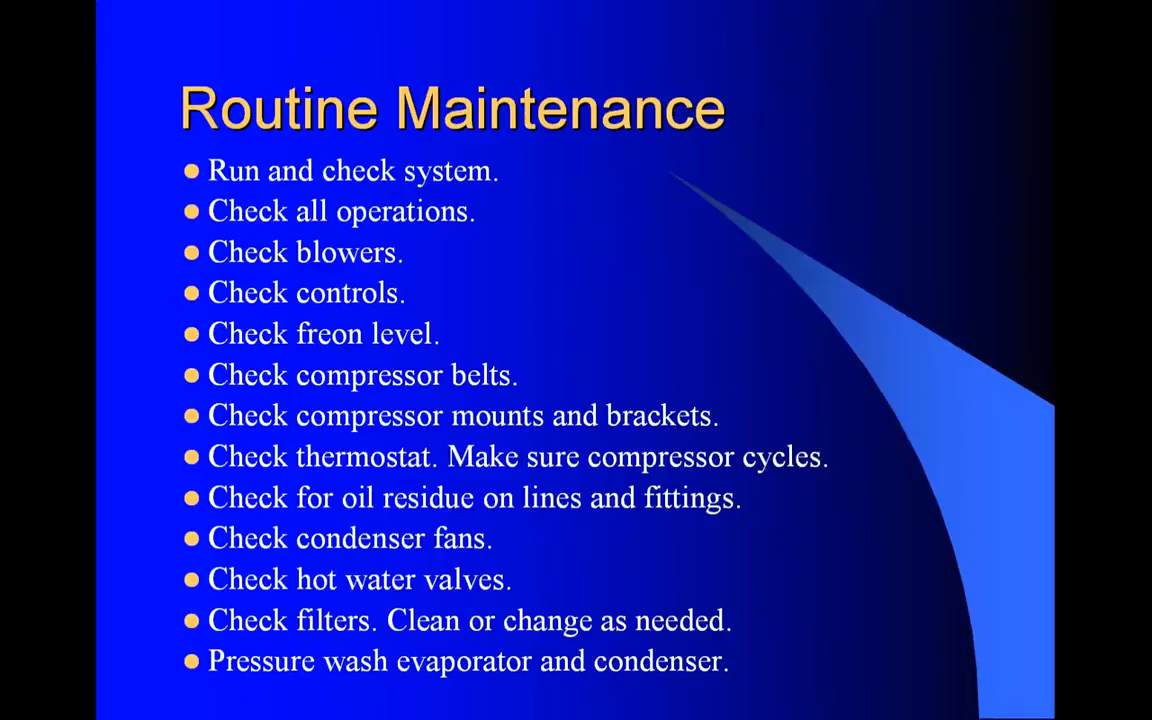 Routine Maintenance
Run and check system.
Check all operations.
Check blowers.
Check controls.
Check freon level.
Check compressor belts.
Check compressor mounts and brackets.
Check thermostat. Make sure compressor cycles.
Check for oil residue on lines and fittings.
Check condenser fans.
Check hot water valves.
Check filters. Clean or change as needed.
Pressure wash evaporator and condenser.